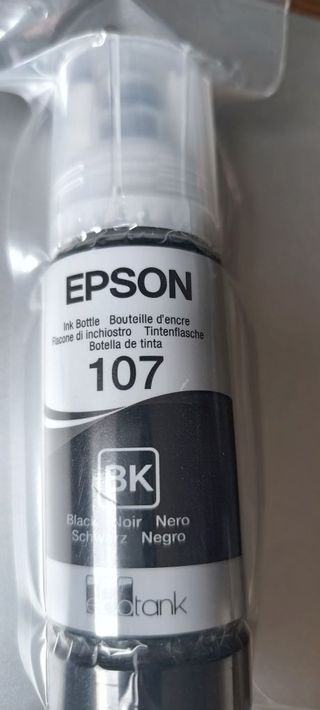 EPSON
Ink Bottle Bouteille d'encre
Flacone di inchiostro Tintenflasche
Botella de tinta
107
BK
Black Noir Nero
Schwarz Negro
ecotank